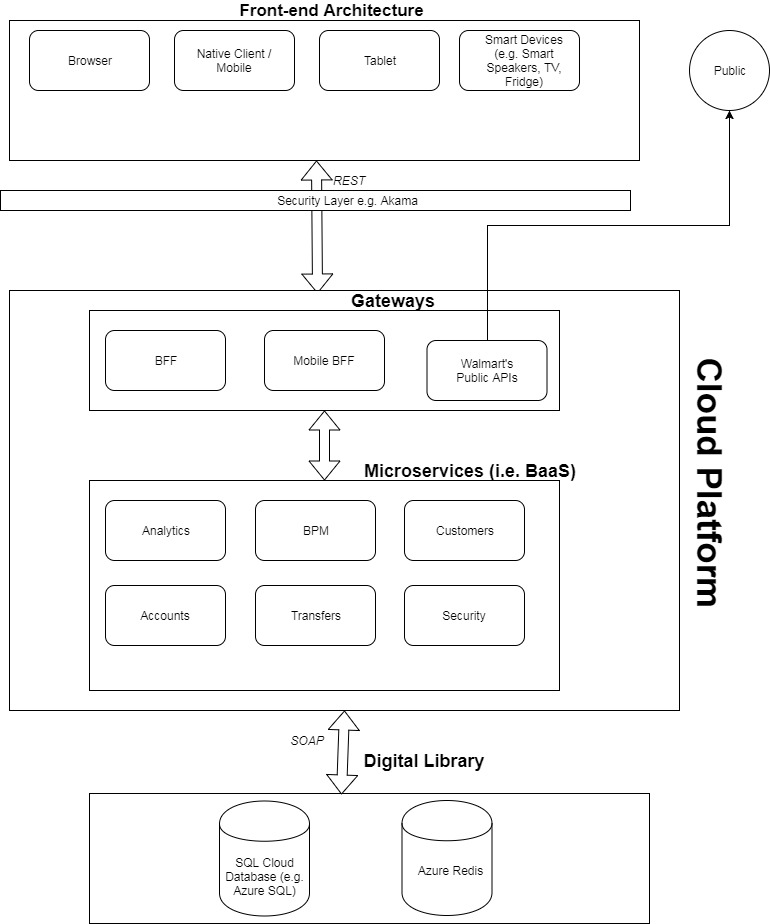 Front-end Architecture
Browser
Native Client /
Mobile
Tablet
Smart Devices
(e.g. Smart
Speakers, TV,
Fridge)
Public
REST
Security Layer e.g. Akama
Gateways
BFF
Mobile BFF
Walmart's
Public APIs
Cloud Platform
Microservices (i.e. BaaS)
Analytics
BPM
Customers
Accounts
Transfers
Security
SOAP
Digital Library
SQL Cloud
Database (e.g.
Azure SQL)
Azure Redis